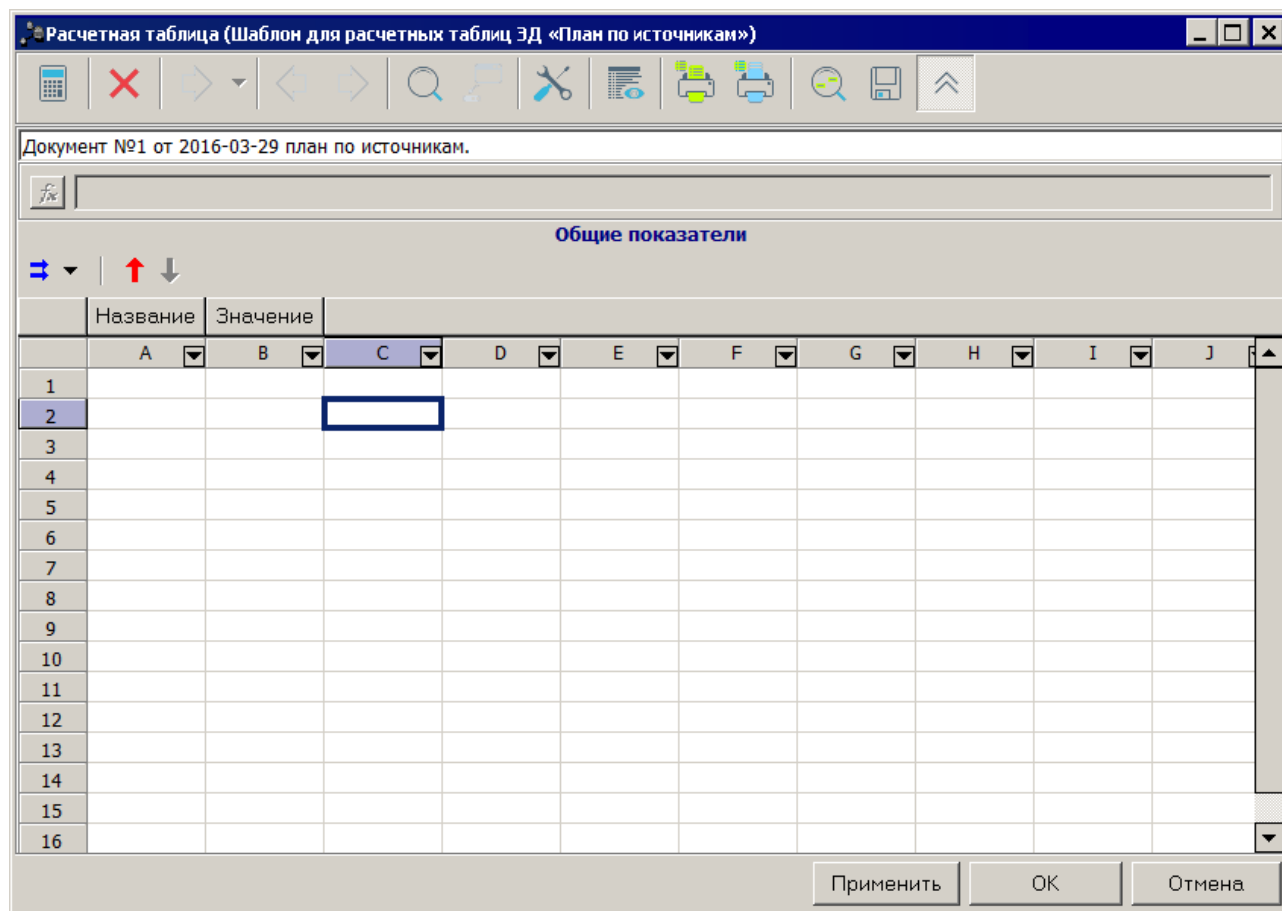 Расчетная таблица (Шаблон для расчетных таблиц ЭД «План по источникам»)
Документ №1 от 2016-03-29 план по источникам.
fx
Общие показатели
Название Значение
A B C D E F G H I J
1
2
3
4
5
6
7
8
9
10
11
12
13
14
15
16
Применить OK Отмена